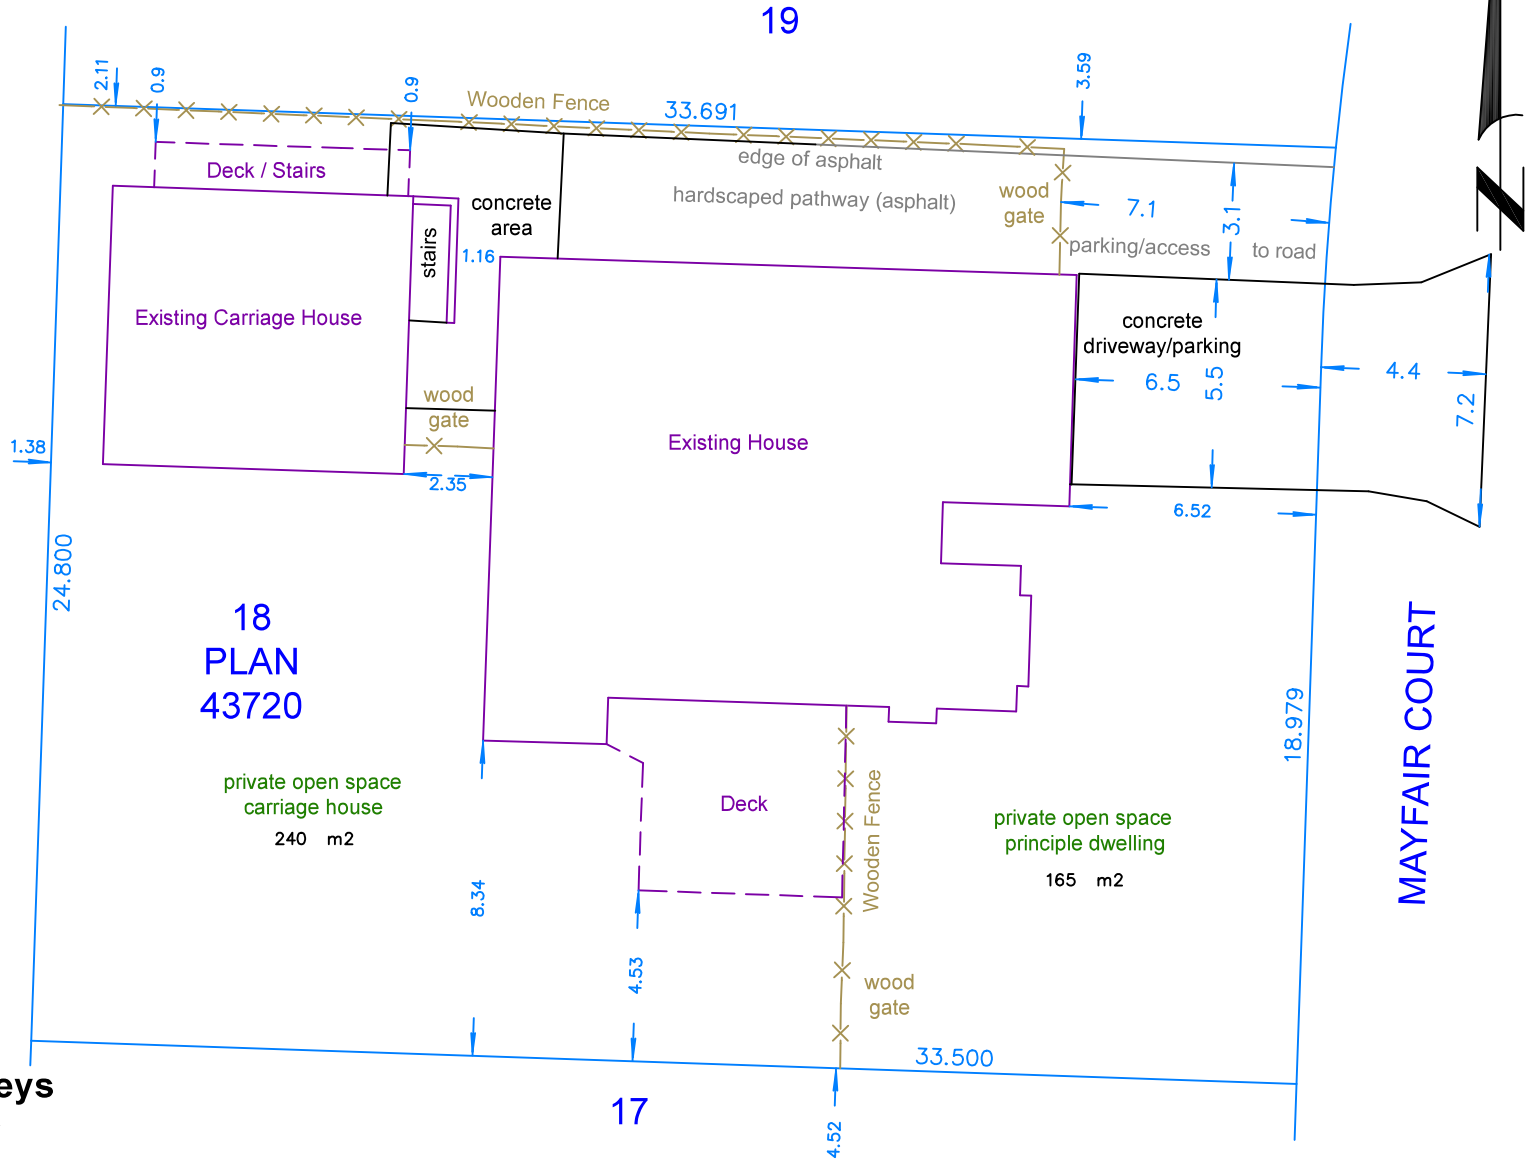 19
2.11
0.9
0.9
Wooden Fence
33.691
3.59
Deck / Stairs
edge of asphalt
hardscaped pathway (asphalt)
wood
gate
7.1
3.1
parking/access
to road
N
concrete
area
stairs
1.16
Existing Carriage House
concrete
driveway/parking
6.5
5.5
4.4
7.2
wood
gate
Existing House
1.38
2.35
6.52
24.800
18
PLAN
43720
MAYFAIR COURT
18.979
private open space
carriage house
240 m2
Deck
Wooden Fence
private open space
principle dwelling
165 m2
8.34
4.53
wood
gate
33.500
eys
17
4.52